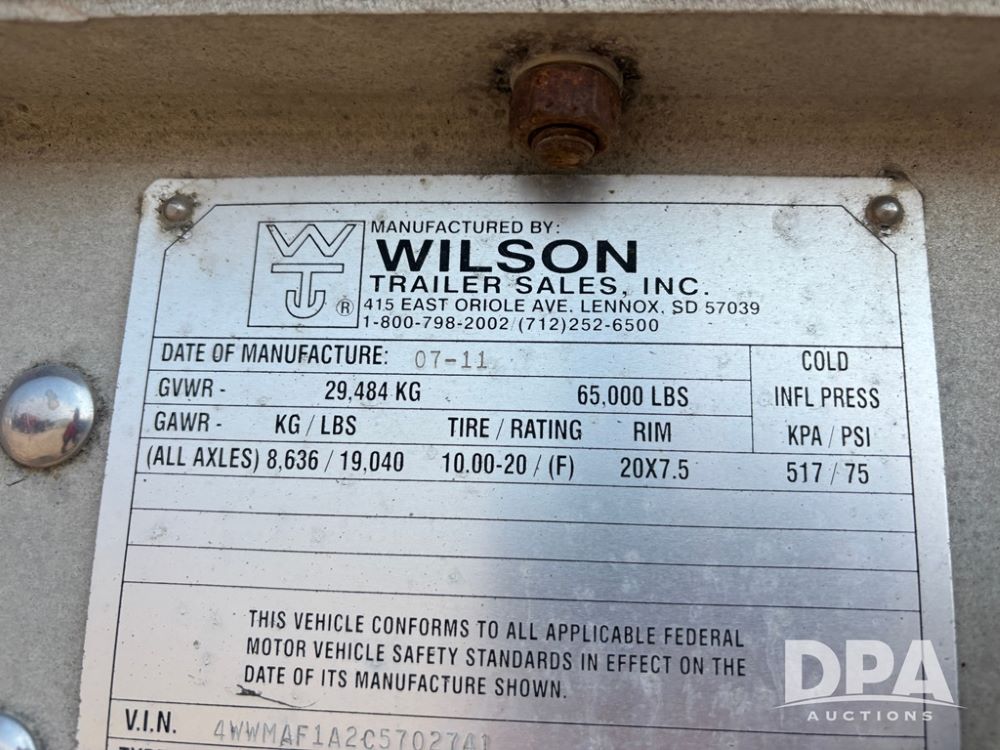 MANUFACTURED BY:
WILSON
TRAILER SALES, INC.
WT ® 415 EAST ORIOLE AVE. LENNOX, SD 57039
1-800-798-2002/(712)252-6500
DATE OF MANUFACTURE: 07-11 COLD
GVWR - 29,484 KG 65,000 LBS INFL PRESS
GAWR - KG / LBS TIRE / RATING RIM KPA / PSI
(ALL AXLES) 8,636 / 19,040 10.00-20 / (F) 20X7.5 517 / 75
THIS VEHICLE CONFORMS TO ALL APPLICABLE FEDERAL
MOTOR VEHICLE SAFETY STANDARDS IN EFFECT ON THE
DATE OF ITS MANUFACTURE SHOWN.
V.I.N. 4WWMAF1A2C5702741
DPA
AUCTIONS